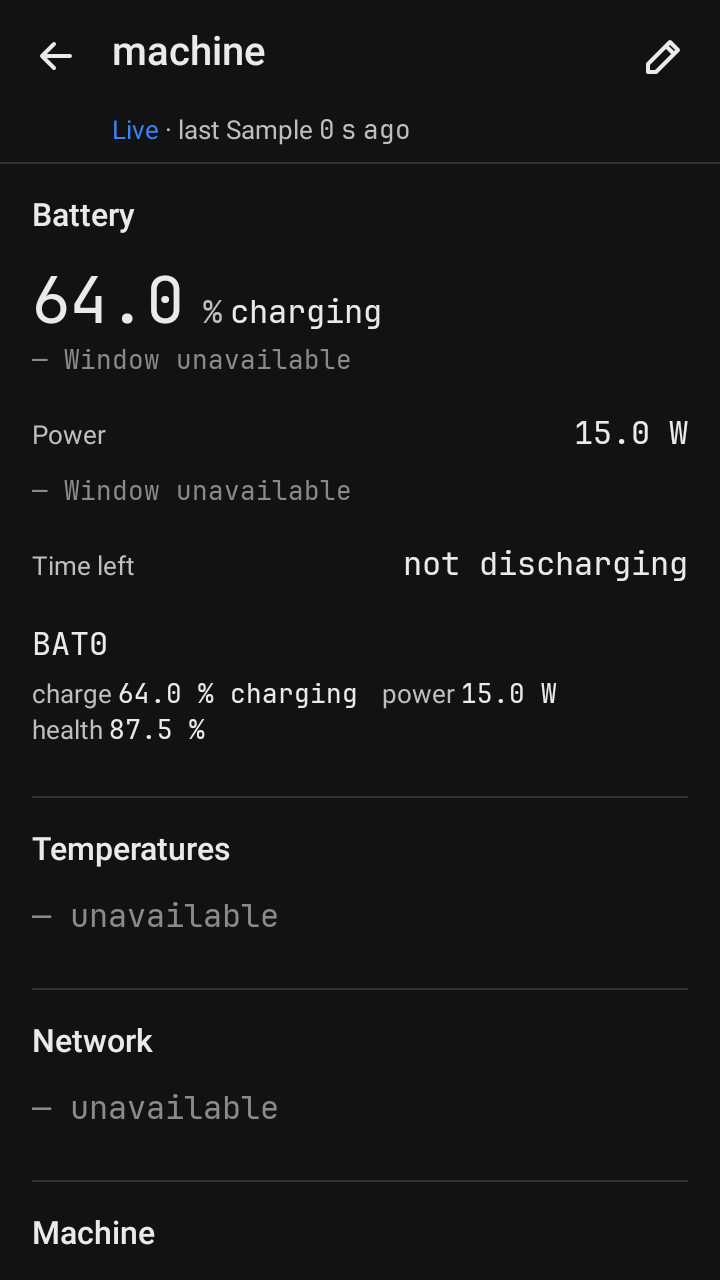 machine
Live · last Sample 0 s ago
Battery
64.0 % charging
— Window unavailable
Power 15.0 W
— Window unavailable
Time left not discharging
BAT0
charge 64.0 % charging power 15.0 W
health 87.5 %
Temperatures
— unavailable
Network
— unavailable
Machine